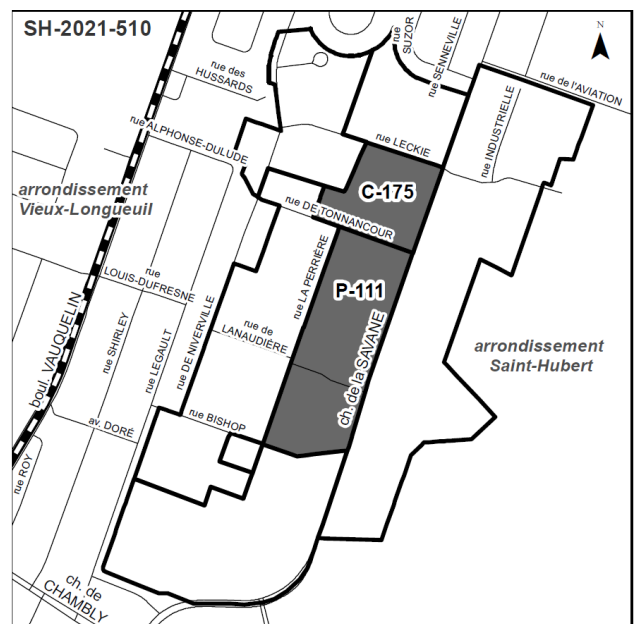 SH-2021-510
N
rue
SUZOR
rue SENNEVILLE
rue de l'AVIATION
rue des
HUSSARDS
rue ALPHONSE-DULUDE
rue LECKIE
rue INDUSTRIELLE
arrondissement
Vieux-Longueuil
C-175
rue DE TONNANCOUR
P-111
rue LA PERRIÈRE
rue
LOUIS-DUFRESNE
boul. VAUQUELIN
rue SHIRLEY
rue LEGAULT
rue DE NIVERVILLE
rue de
LANAUDIÈRE
ch. de la SAVANE
arrondissement
Saint-Hubert
rue BISHOP
av. DORÉ
rue ROY
ch. de
CHAMBLY